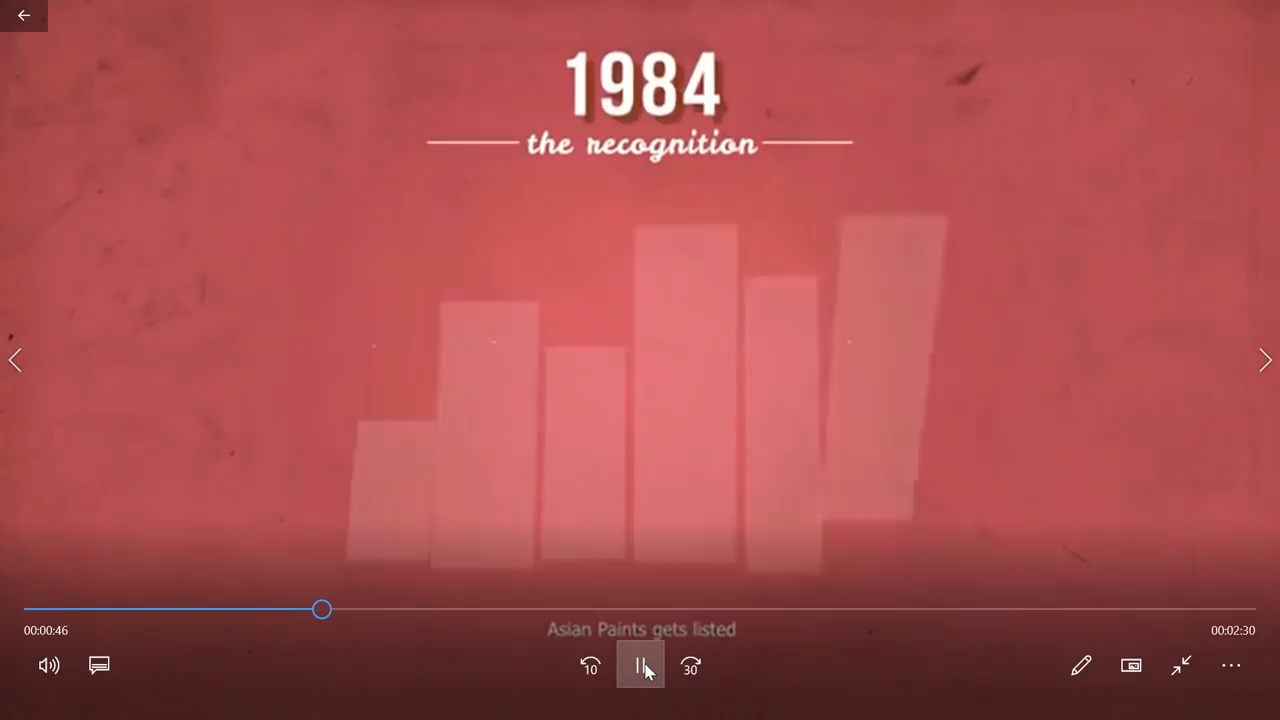 1984
the recognition
00:00:46
Asian Paints gets listed
00:02:30
10
30